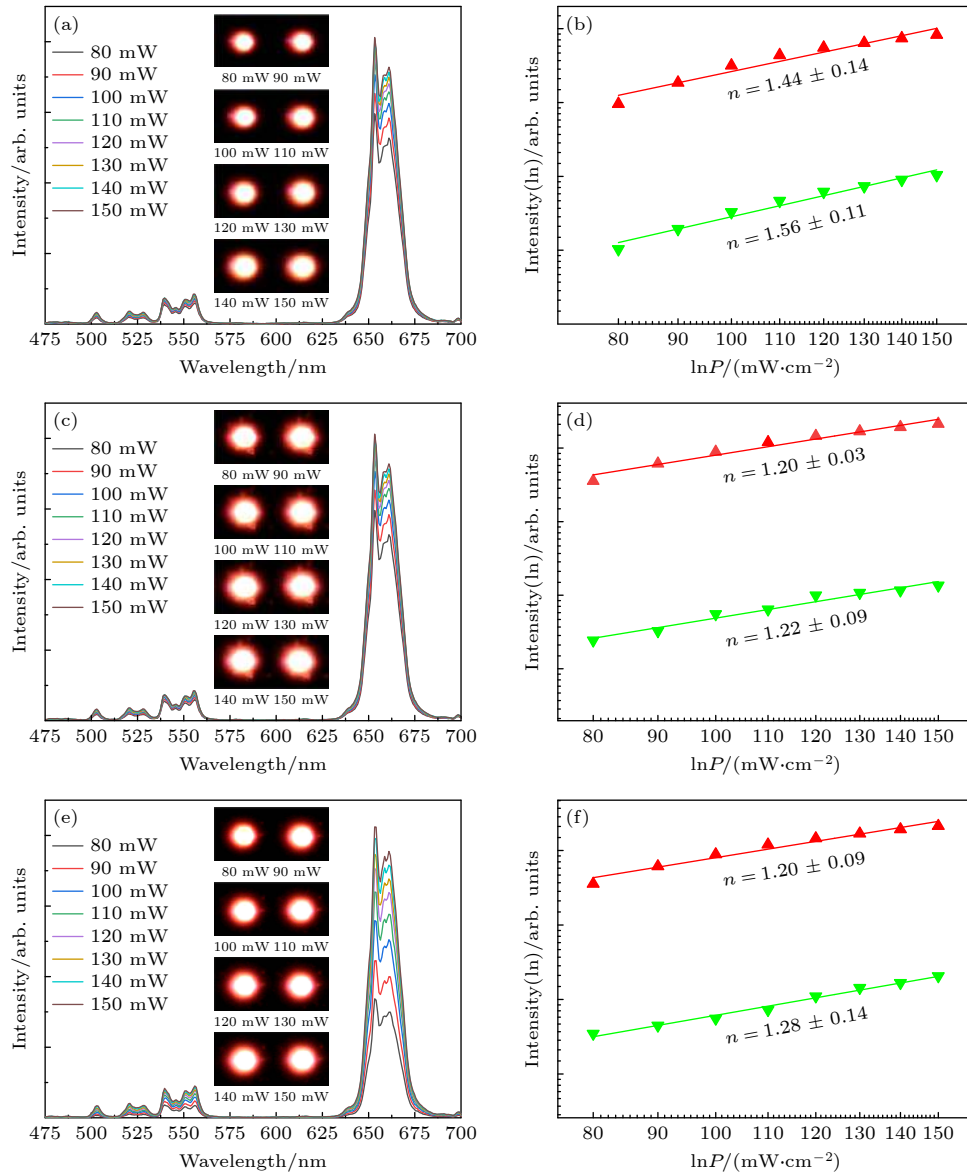 (a)
80 mW
90 mW
100 mW
110 mW
120 mW
130 mW
140 mW
150 mW
80 mW 90 mW
100 mW 110 mW
120 mW 130 mW
140 mW 150 mW
Intensity/arb. units
475 500 525 550 575 600 625 650 675 700
Wavelength/nm
(b)
n = 1.44 ± 0.14
n = 1.56 ± 0.11
Intensity(ln)/arb. units
80 90 100 110 120 130 140 150
lnP/(mW·cm−2)
(c)
80 mW
90 mW
100 mW
110 mW
120 mW
130 mW
140 mW
150 mW
80 mW 90 mW
100 mW 110 mW
120 mW 130 mW
140 mW 150 mW
Intensity/arb. units
475 500 525 550 575 600 625 650 675 700
Wavelength/nm
(d)
n = 1.20 ± 0.03
n = 1.22 ± 0.09
Intensity(ln)/arb. units
80 90 100 110 120 130 140 150
lnP/(mW·cm−2)
(e)
80 mW
90 mW
100 mW
110 mW
120 mW
130 mW
140 mW
150 mW
80 mW 90 mW
100 mW 110 mW
120 mW 130 mW
140 mW 150 mW
Intensity/arb. units
475 500 525 550 575 600 625 650 675 700
Wavelength/nm
(f)
n = 1.20 ± 0.09
n = 1.28 ± 0.14
Intensity(ln)/arb. units
80 90 100 110 120 130 140 150
lnP/(mW·cm−2)